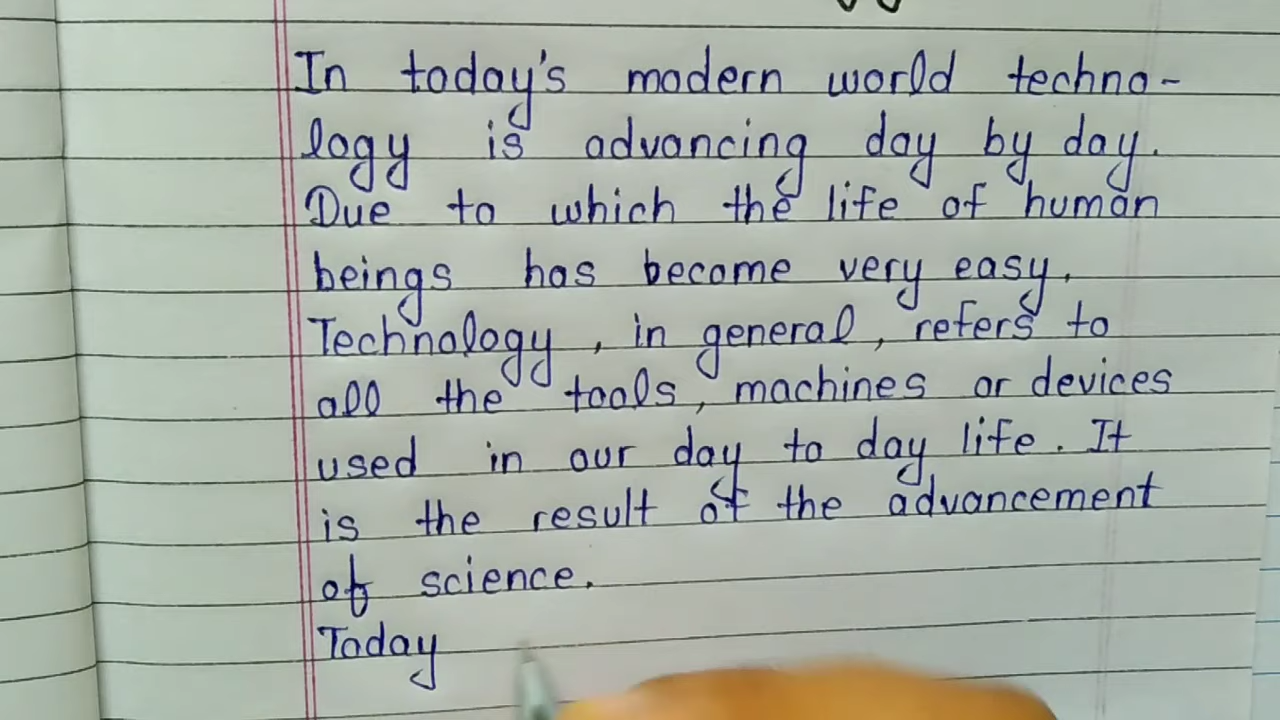 In today's modern world techno-
logy is advancing day by day.
Due to which the life of human
beings has become very easy.
Technology, in general, refers to
all the tools, machines or devices
used in our day to day life. It
is the result of the advancement
of science.
Today